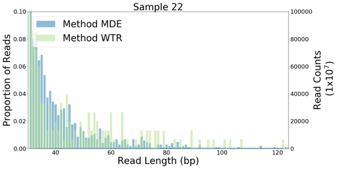 Sample 22
Method MDE
Method WTR
Proportion of Reads
0.10
0.08
0.06
0.04
0.02
0.00
100000
80000
60000
40000
20000
0
Read Counts
(1x10⁷)
40 60 80 100 120
Read Length (bp)